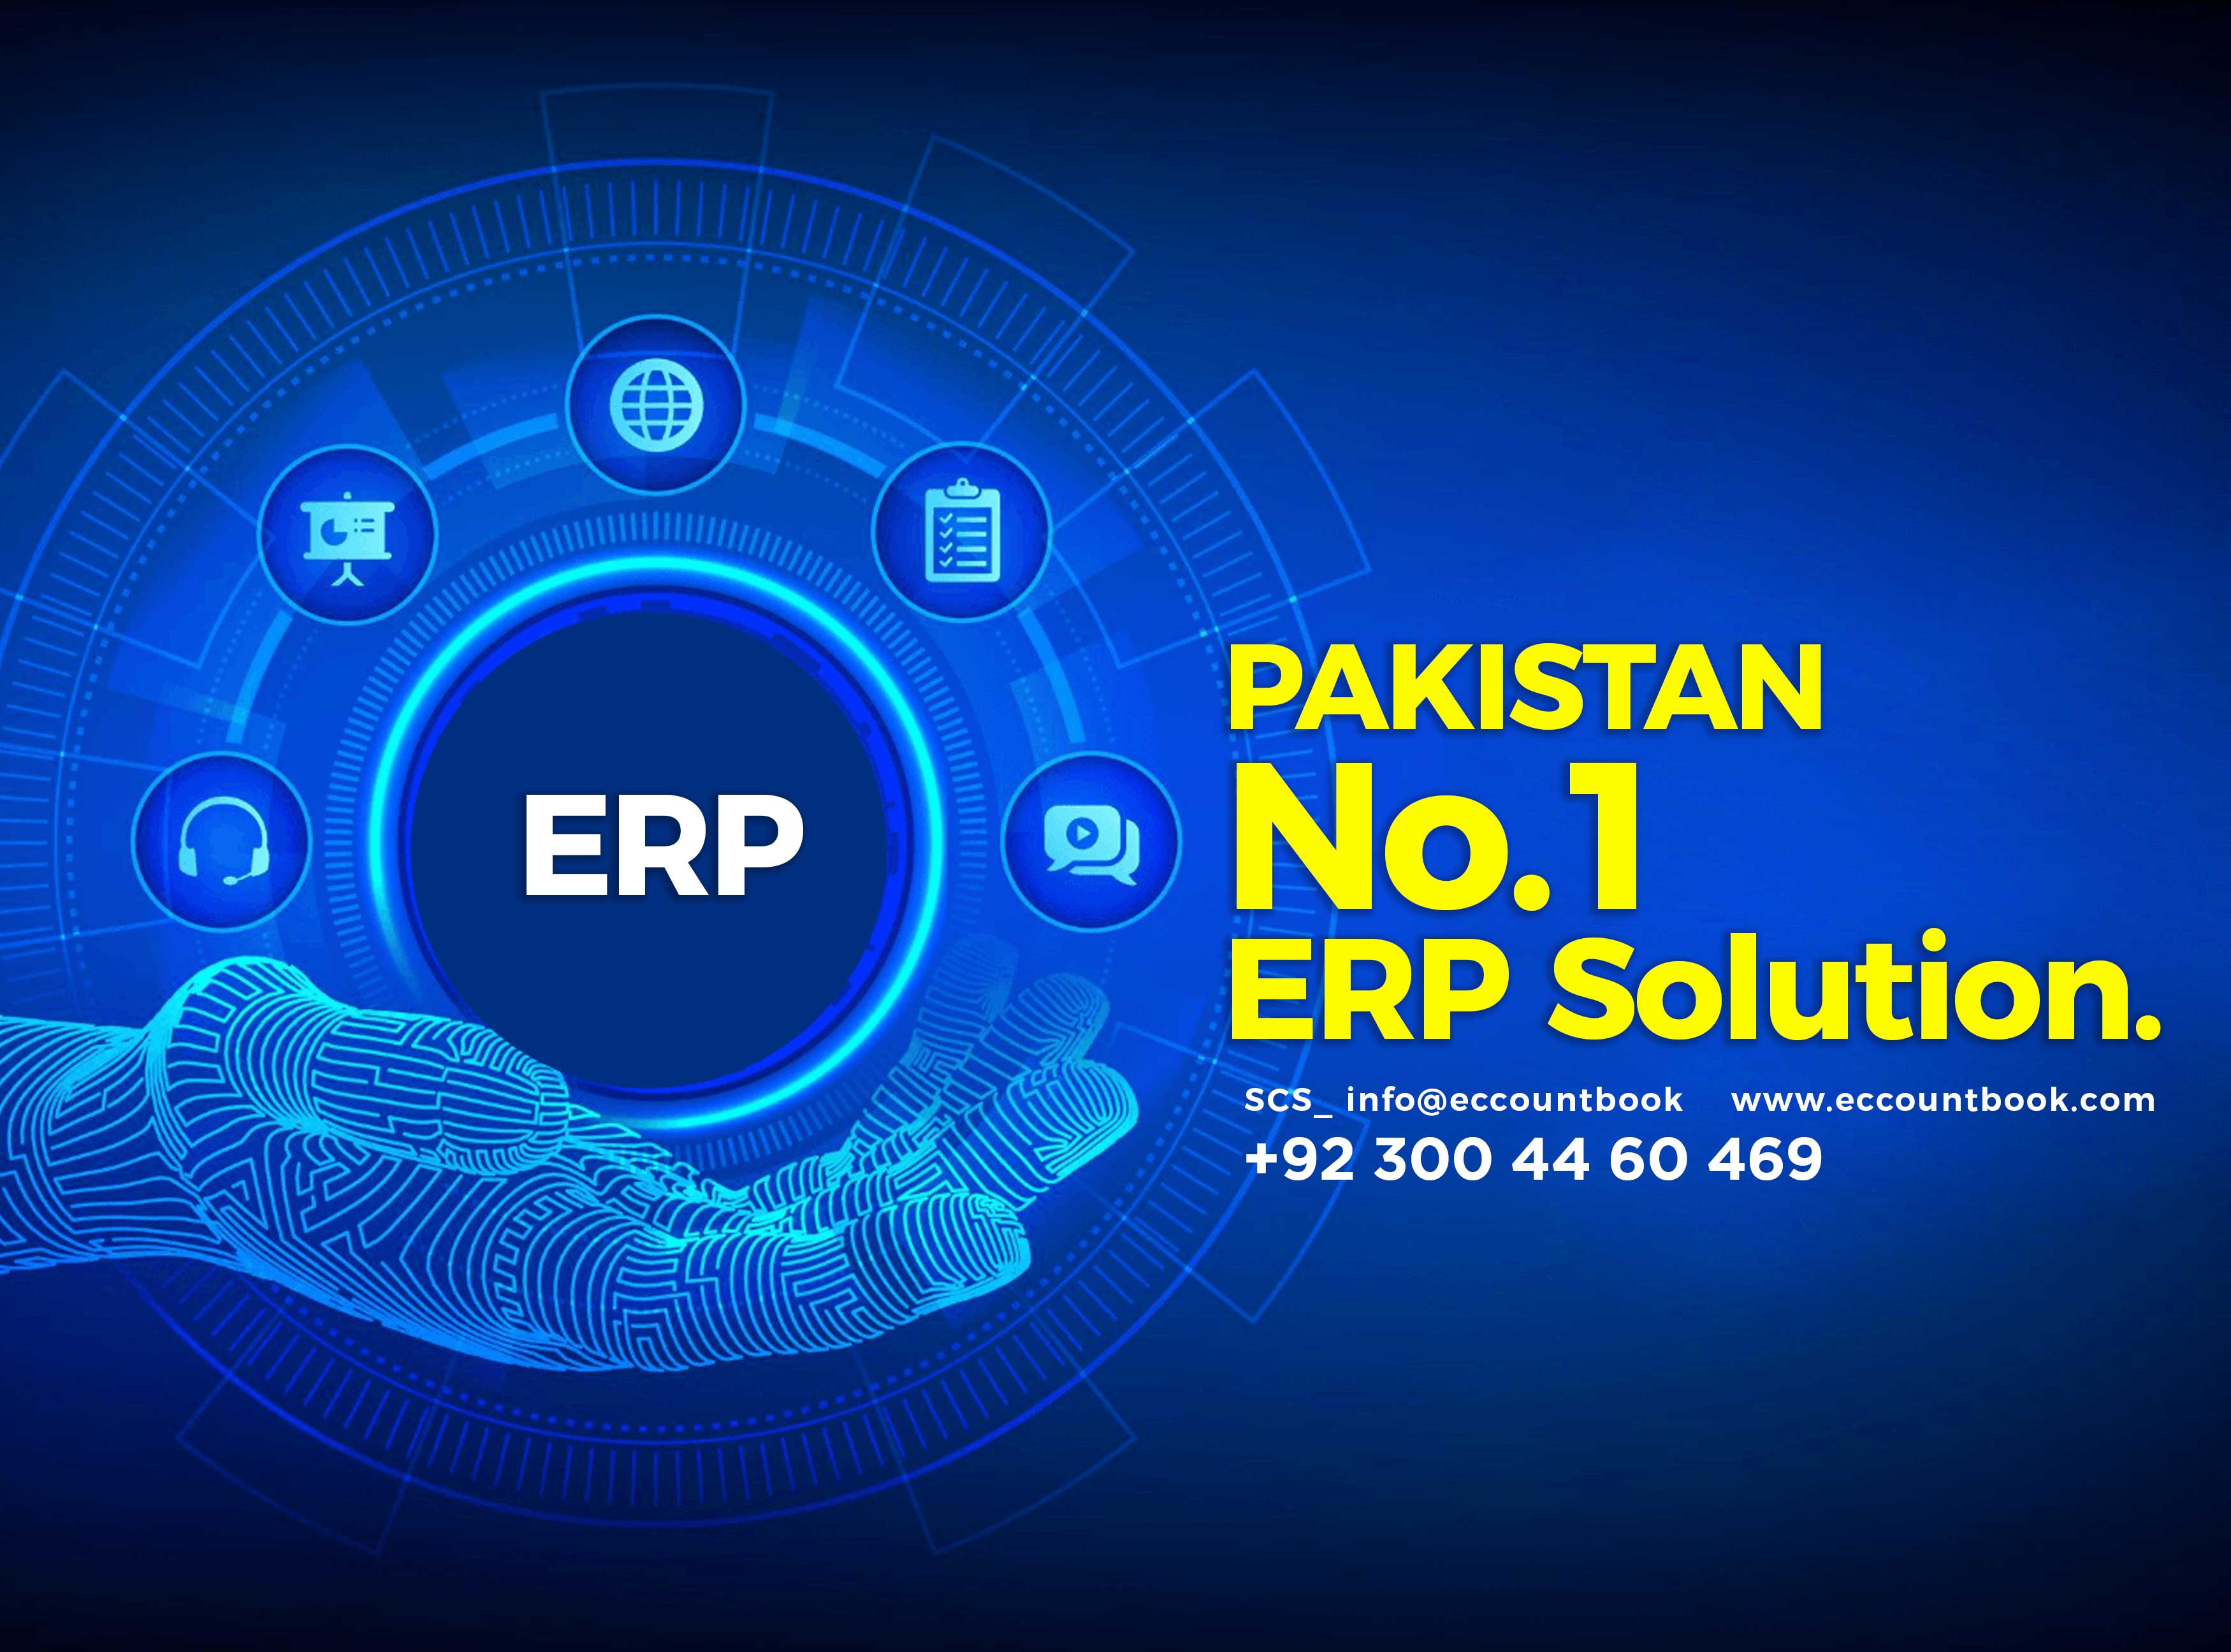 ERP
PAKISTAN
No.1
ERP Solution.
SCS_ info@eccountbook www.eccountbook.com
+92 300 44 60 469